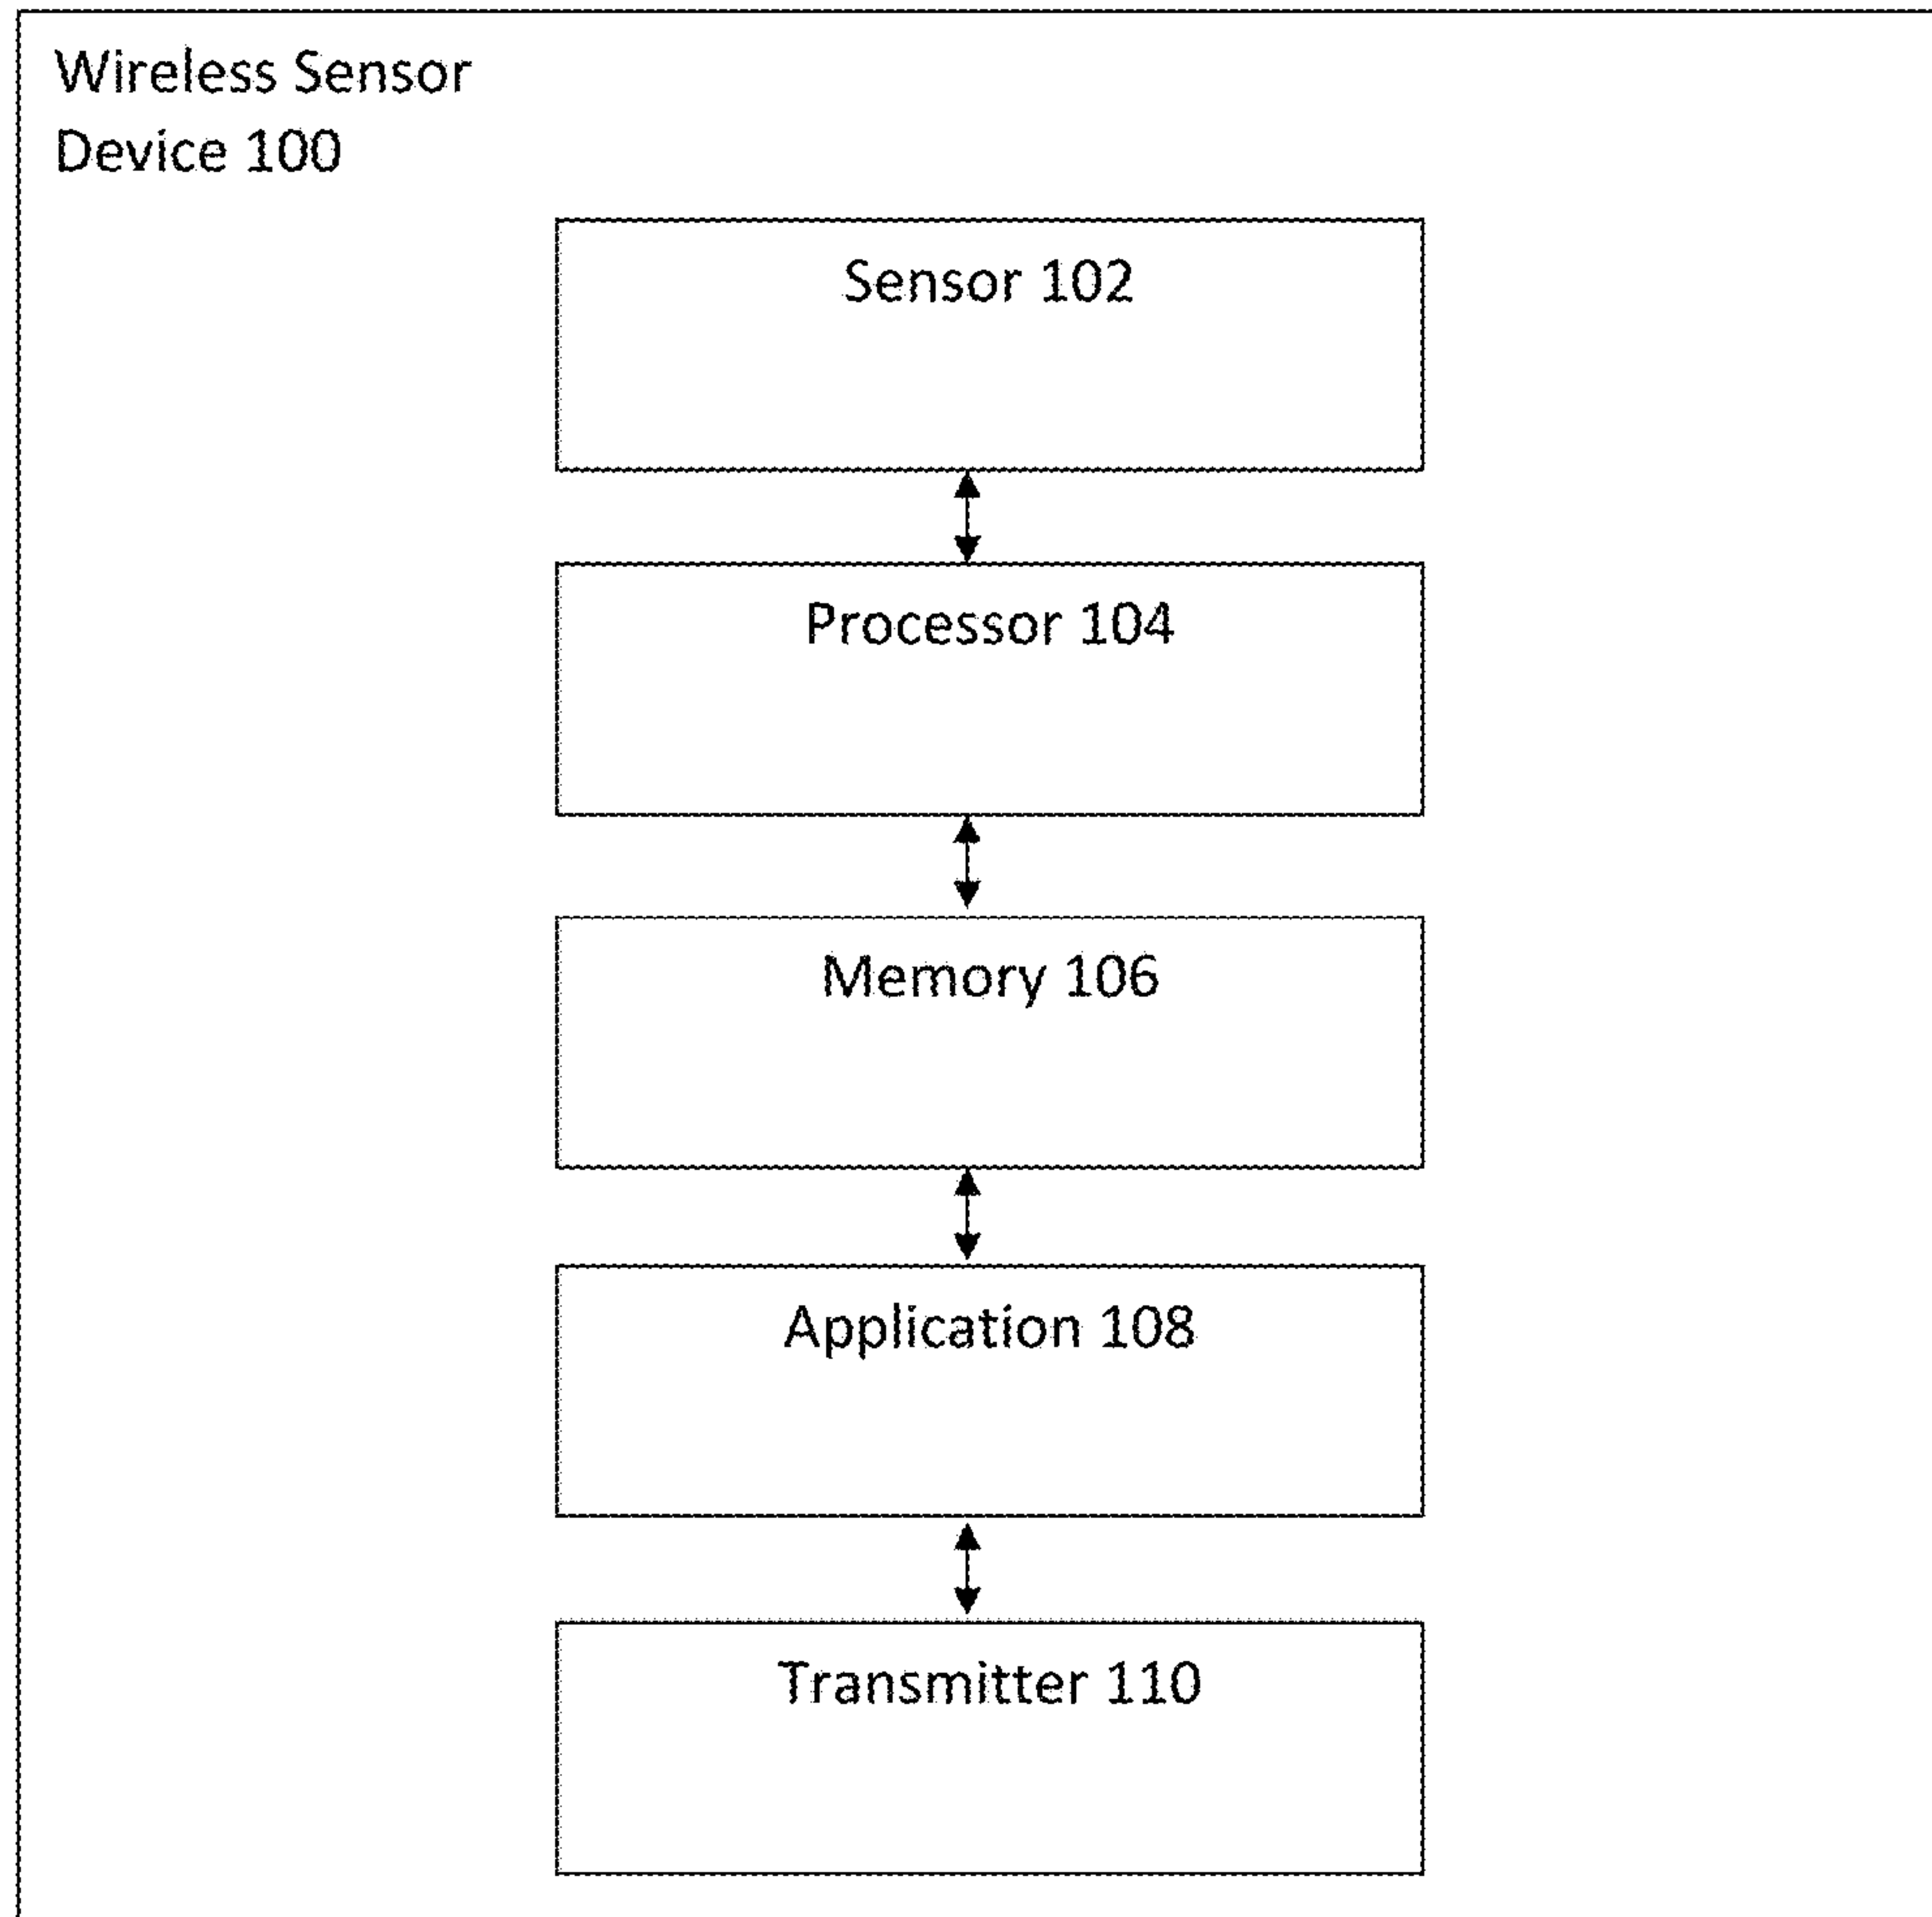 Wireless Sensor
Device 100
Sensor 102
Processor 104
Memory 106
Application 108
Transmitter 110